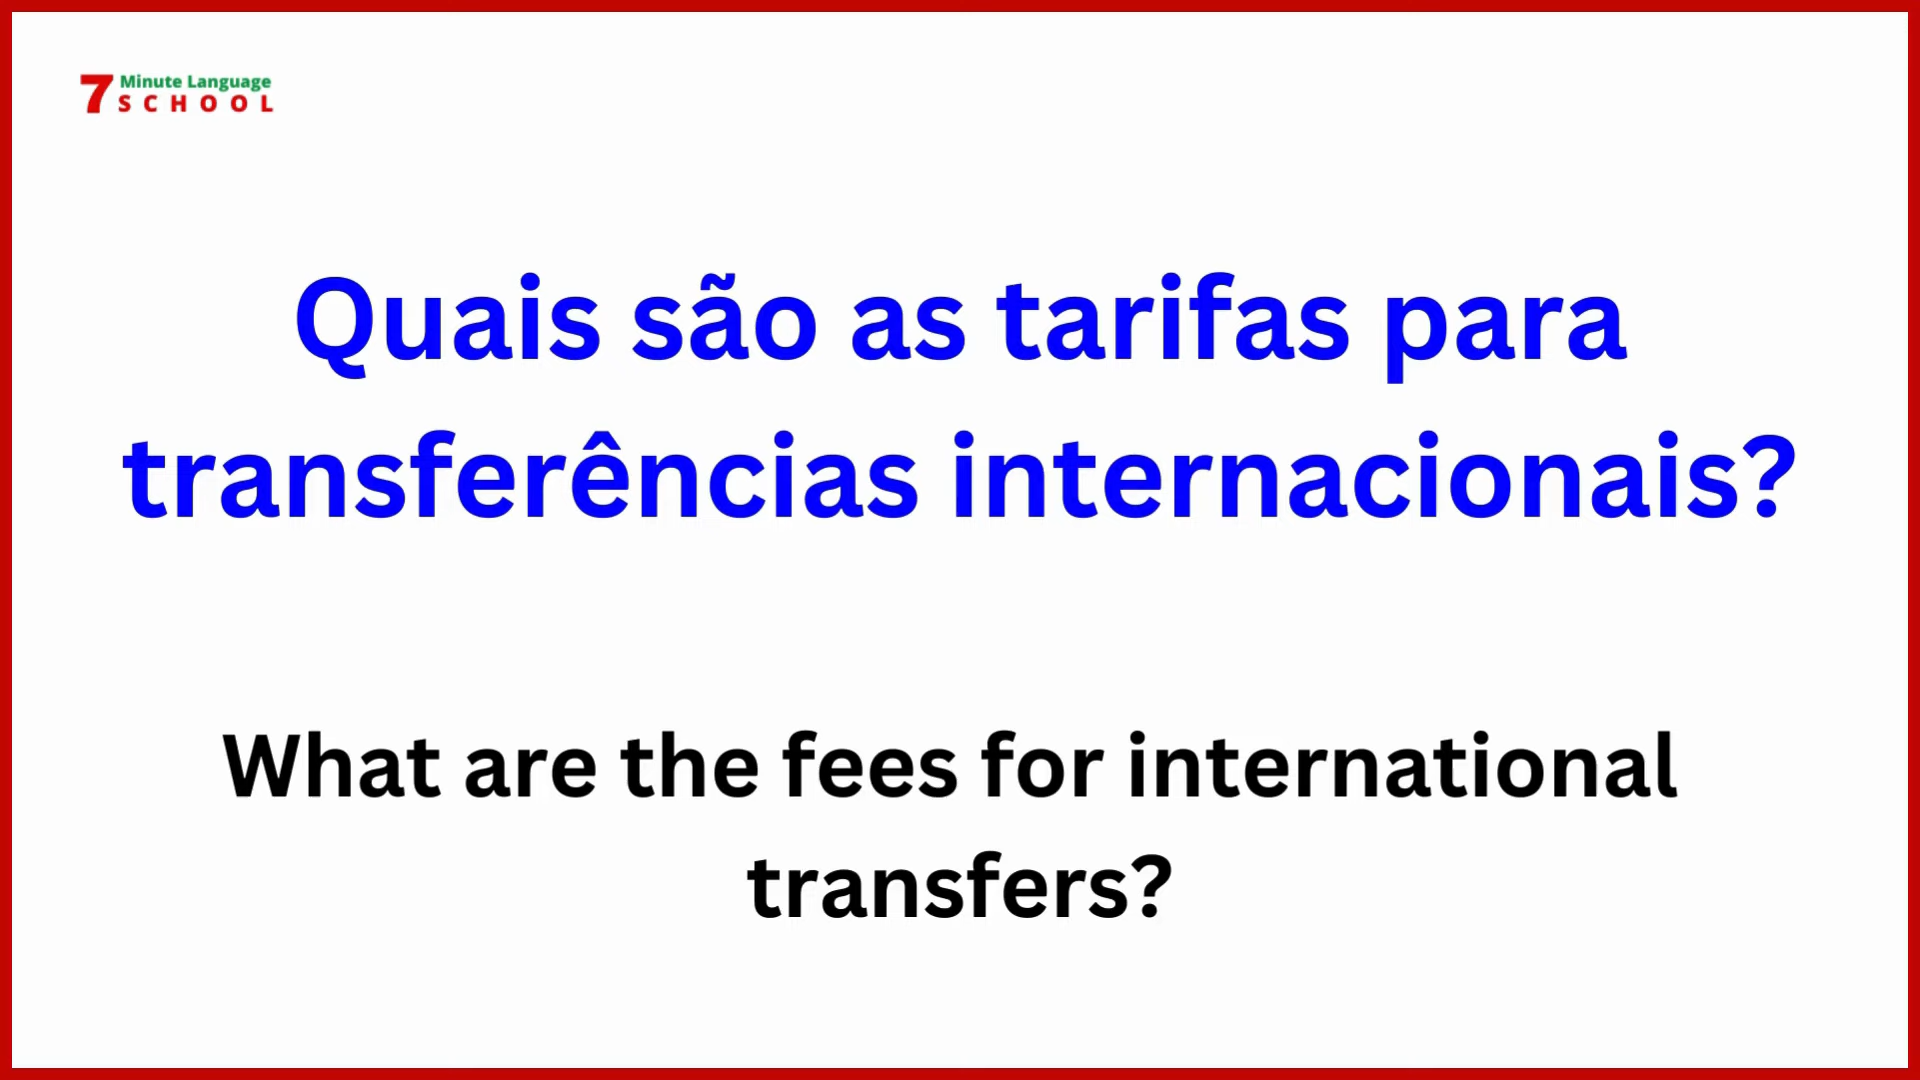 7 Minute Language
SCHOOL
Quais são as tarifas para
transferências internacionais?
What are the fees for international
transfers?